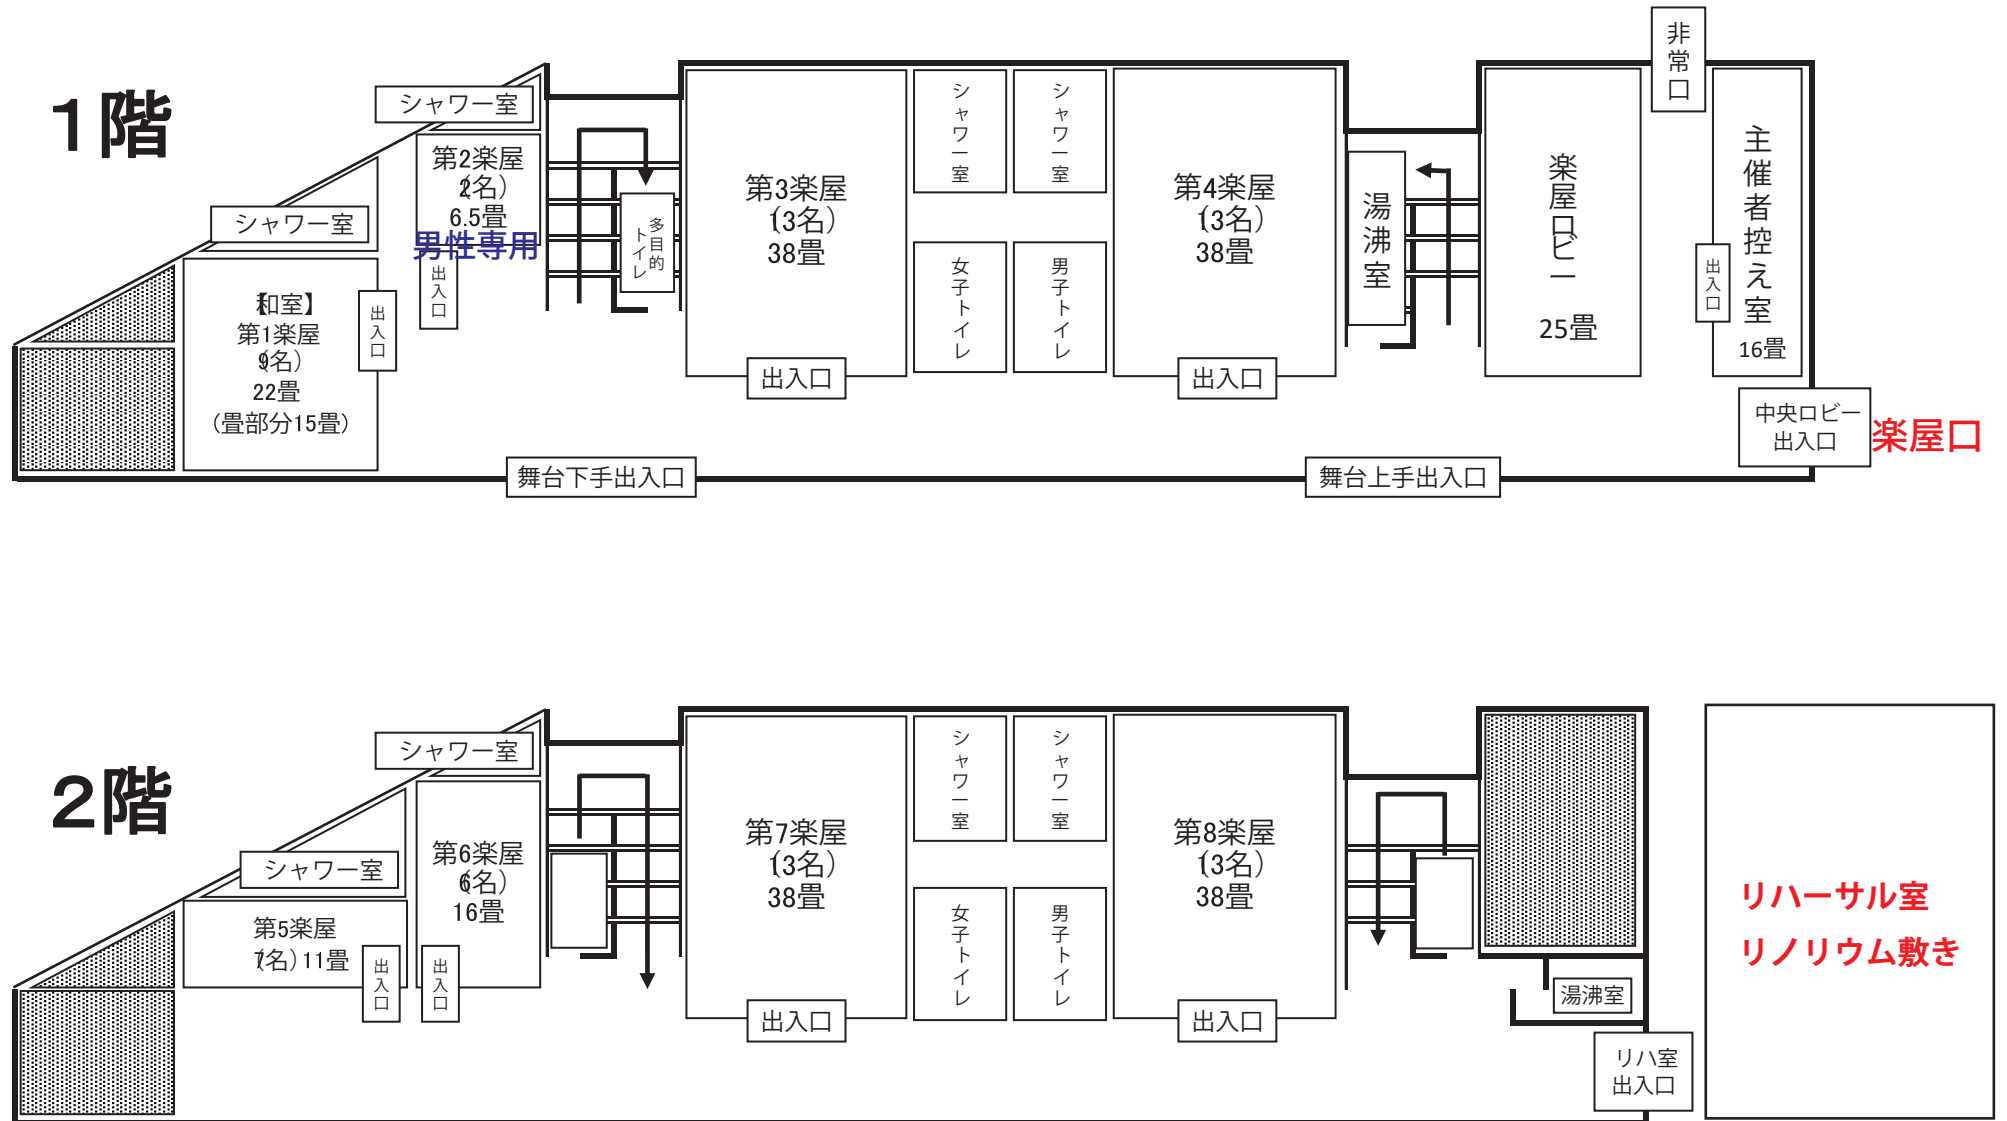 1階
シャワー室
第2楽屋
2名）
6.5畳
男性専用
出入口
シャワー室
【和室】
第1楽屋
9名）
22畳
（畳部分15畳）
出入口
多目的
トイレ
第3楽屋
（13名）
38畳
出入口
シャワー室
シャワー室
女子トイレ
男子トイレ
第4楽屋
（13名）
38畳
出入口
湯沸室
楽屋ロビー
25畳
非常口
主催者控え室
16畳
出入口
中央ロビー
出入口
楽屋口
舞台下手出入口
舞台上手出入口
2階
シャワー室
シャワー室
第5楽屋
7名）11畳
出入口
第6楽屋
6名）
16畳
出入口
第7楽屋
（13名）
38畳
出入口
シャワー室
シャワー室
女子トイレ
男子トイレ
第8楽屋
（13名）
38畳
出入口
湯沸室
リハ室
出入口
リハーサル室
リノリウム敷き